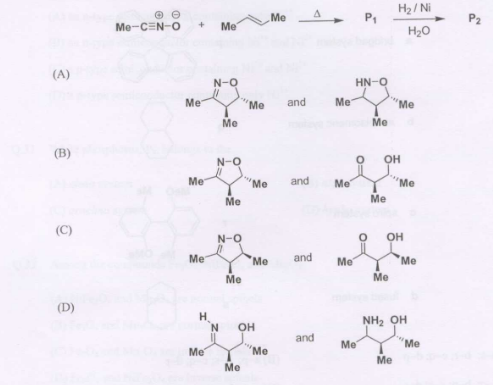 Me–C≡N–O + Me Me Δ P1 H2 / Ni H2O P2
⊕ ⊖
(A)
N–O Me Me Me and HN–O Me Me Me
(B)
N–O Me Me Me and O OH Me Me Me
(C)
N–O Me Me Me and O OH Me Me Me
(D)
H N OH Me Me Me and NH2 OH Me Me Me